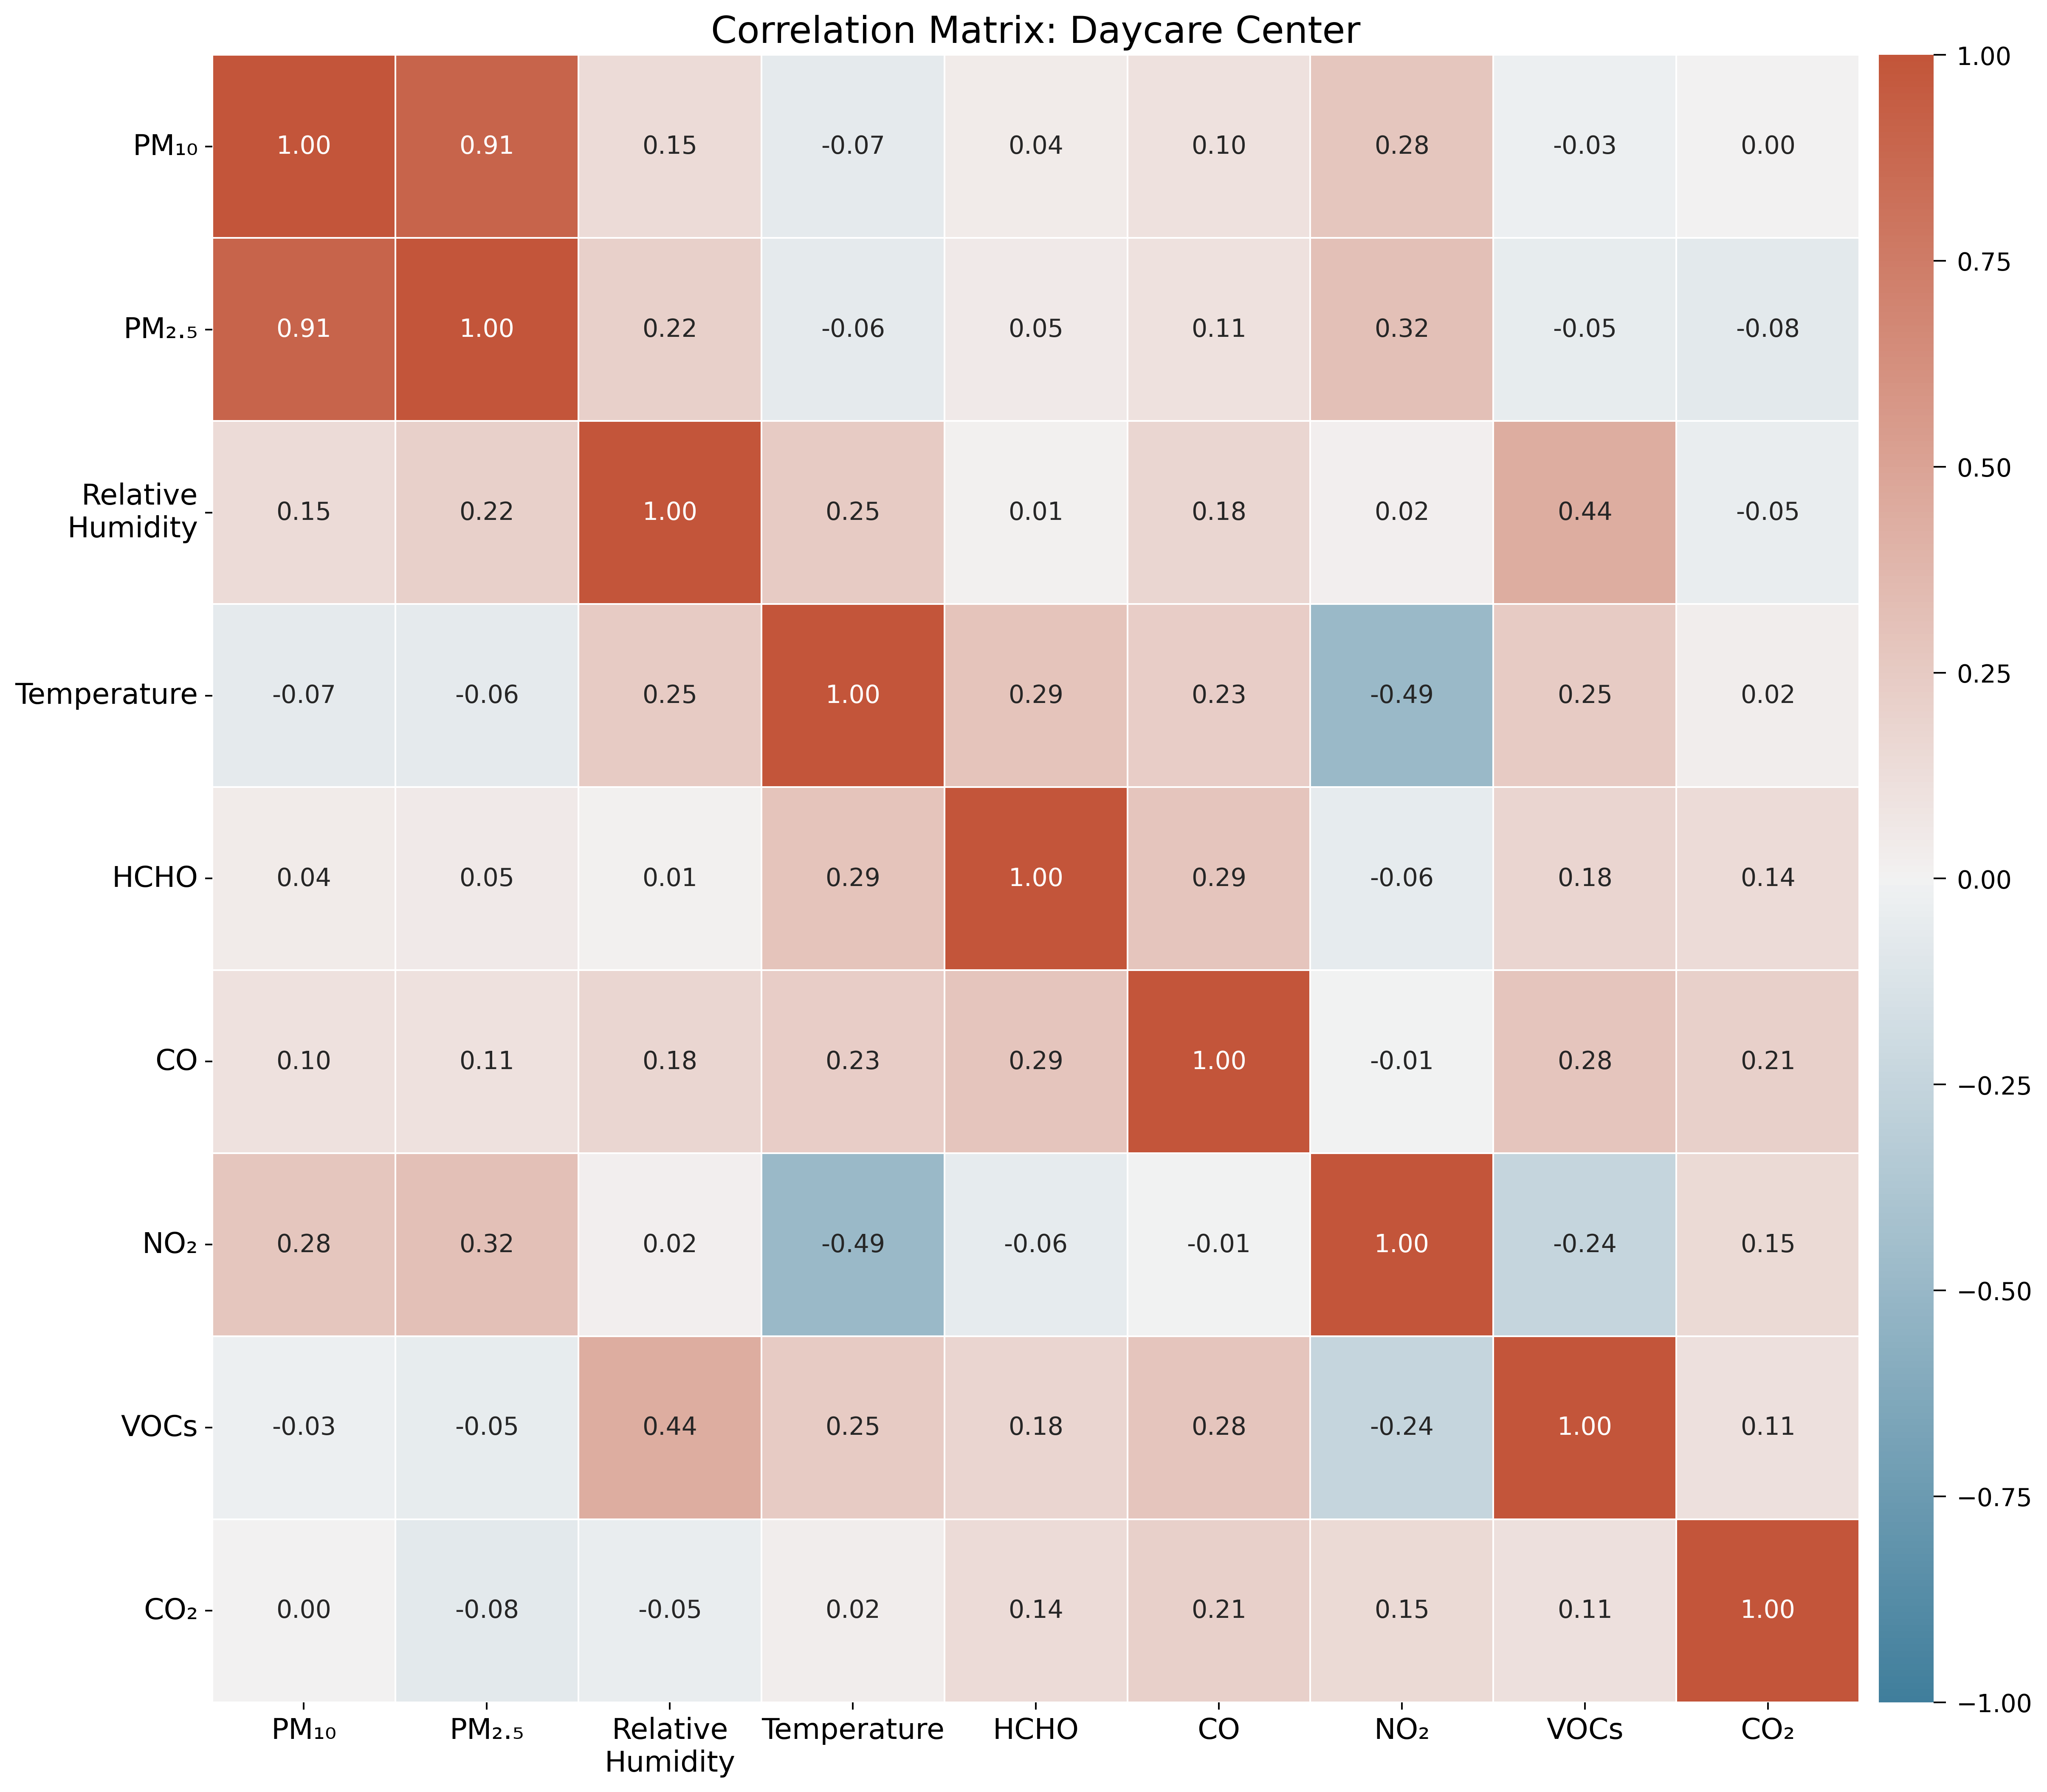 Correlation Matrix: Daycare Center
PM₁₀ 1.00 0.91 0.15 -0.07 0.04 0.10 0.28 -0.03 0.00
PM₂.₅ 0.91 1.00 0.22 -0.06 0.05 0.11 0.32 -0.05 -0.08
Relative
Humidity 0.15 0.22 1.00 0.25 0.01 0.18 0.02 0.44 -0.05
Temperature -0.07 -0.06 0.25 1.00 0.29 0.23 -0.49 0.25 0.02
HCHO 0.04 0.05 0.01 0.29 1.00 0.29 -0.06 0.18 0.14
CO 0.10 0.11 0.18 0.23 0.29 1.00 -0.01 0.28 0.21
NO₂ 0.28 0.32 0.02 -0.49 -0.06 -0.01 1.00 -0.24 0.15
VOCs -0.03 -0.05 0.44 0.25 0.18 0.28 -0.24 1.00 0.11
CO₂ 0.00 -0.08 -0.05 0.02 0.14 0.21 0.15 0.11 1.00
PM₁₀ PM₂.₅ Relative Temperature HCHO CO NO₂ VOCs CO₂
Humidity
1.00
0.75
0.50
0.25
0.00
−0.25
−0.50
−0.75
−1.00